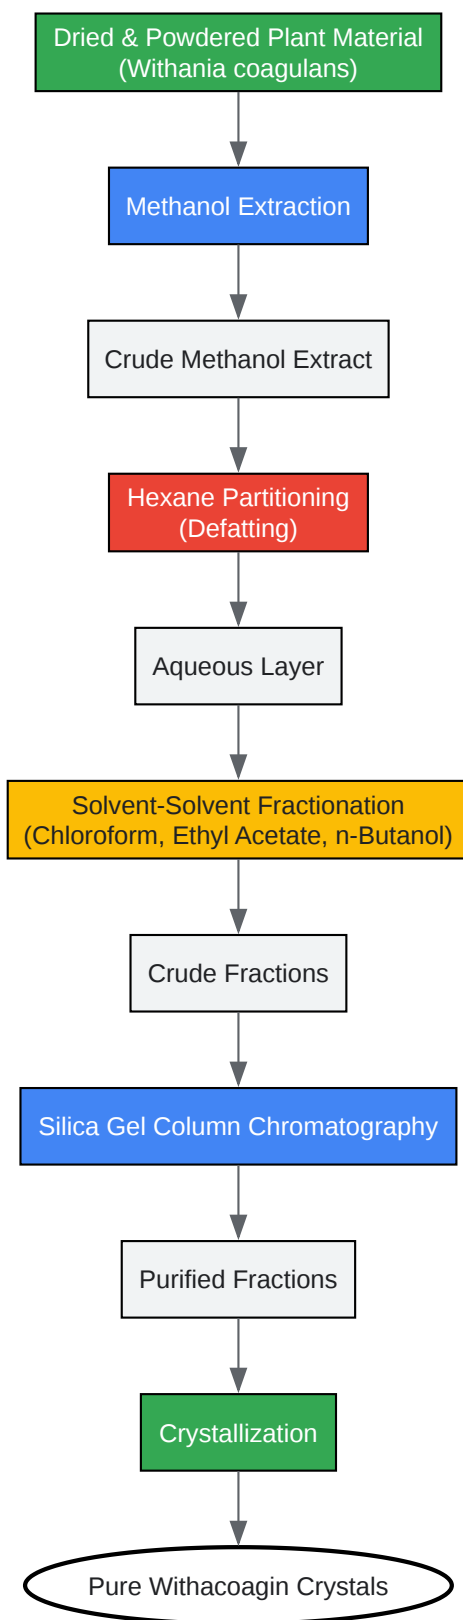 Dried & Powdered Plant Material
(Withania coagulans)
Methanol Extraction
Crude Methanol Extract
Hexane Partitioning
(Defatting)
Aqueous Layer
Solvent-Solvent Fractionation
(Chloroform, Ethyl Acetate, n-Butanol)
Crude Fractions
Silica Gel Column Chromatography
Purified Fractions
Crystallization
Pure Withacoagin Crystals